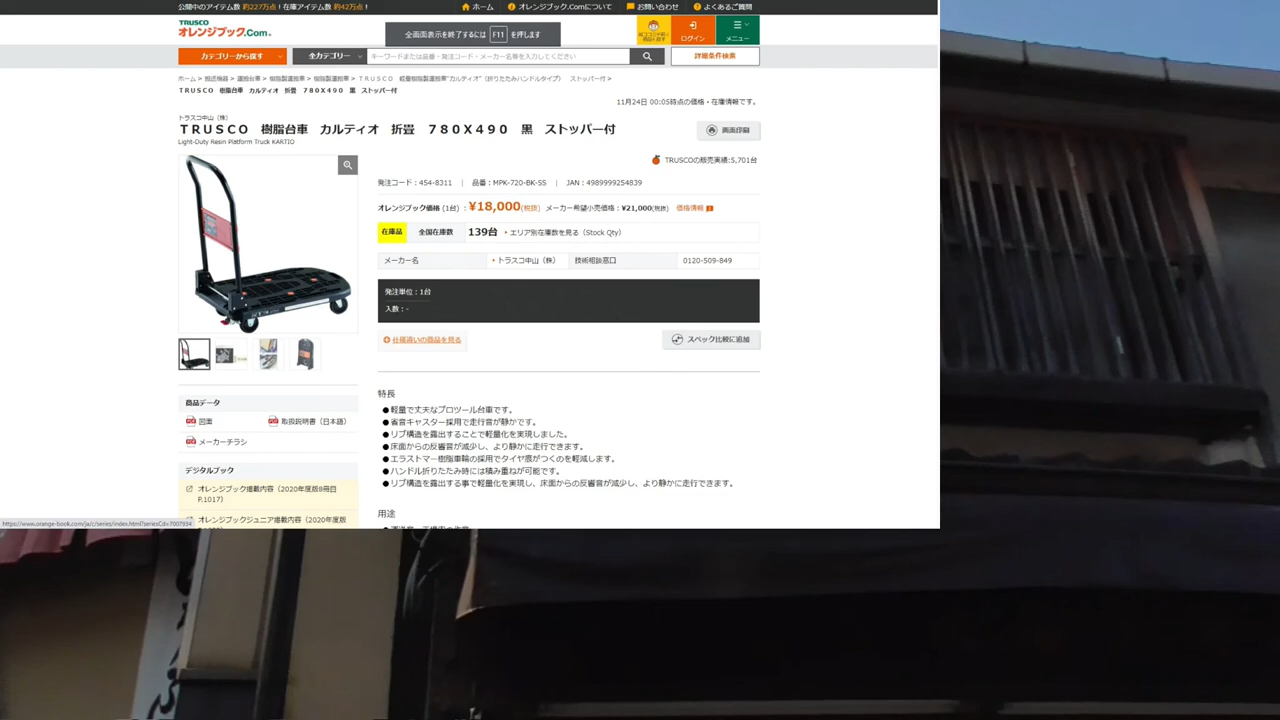 公開中のアイテム数 約227万点！在庫アイテム数 約42万点！
ホーム
オレンジブック.Comについて
お問い合わせ
よくあるご質問
TRUSCO
オレンジブック.Com
全画面表示を終了するには F11 を押します
ログイン
メニュー
カテゴリーから探す
全カテゴリー
キーワードまたは品番・発注コード・メーカー名等を入力してください
詳細条件検索
ホーム > 搬送機器 > 運搬台車 > 樹脂製運搬車 > 樹脂製運搬車 > ＴＲＵＳＣＯ 軽量樹脂製運搬車"カルティオ"（折りたたみハンドルタイプ） ストッパー付 >
ＴＲＵＳＣＯ 樹脂台車 カルティオ 折畳 ７８０Ｘ４９０ 黒 ストッパー付
11月24日 00:05時点の価格・在庫情報です。
トラスコ中山（株）
ＴＲＵＳＣＯ 樹脂台車 カルティオ 折畳 ７８０Ｘ４９０ 黒 ストッパー付
Light-Duty Resin Platform Truck KARTIO
画面印刷
TRUSCOの販売実績:5,701台
発注コード：454-8311 ｜ 品番：MPK-720-BK-SS ｜ JAN：4989999254839
オレンジブック価格 (1台) ：¥18,000(税抜) メーカー希望小売価格：¥21,000(税抜) 価格情報
在庫品 全国在庫数 139台 エリア別在庫数を見る（Stock Qty）
メーカー名 トラスコ中山（株） 技術相談窓口 0120-509-849
発注単位：1台
入数：-
仕様違いの商品を見る
スペック比較に追加
商品データ
図面
取扱説明書（日本語）
メーカーチラシ
デジタルブック
オレンジブック掲載内容（2020年度版8冊目
P.1017）
オレンジブックジュニア掲載内容（2020年度版
特長
●軽量で丈夫なプロツール台車です。
●省音キャスター採用で走行音が静かです。
●リブ構造を露出することで軽量化を実現しました。
●床面からの反響音が減少し、より静かに走行できます。
●エラストマー樹脂車輪の採用でタイヤ痕がつくのを軽減します。
●ハンドル折りたたみ時には積み重ねが可能です。
●リブ構造を露出する事で軽量化を実現し、床面からの反響音が減少し、より静かに走行できます。
用途
https://www.orange-book.com/ja/c/series/index.html?seriesCd=7007934